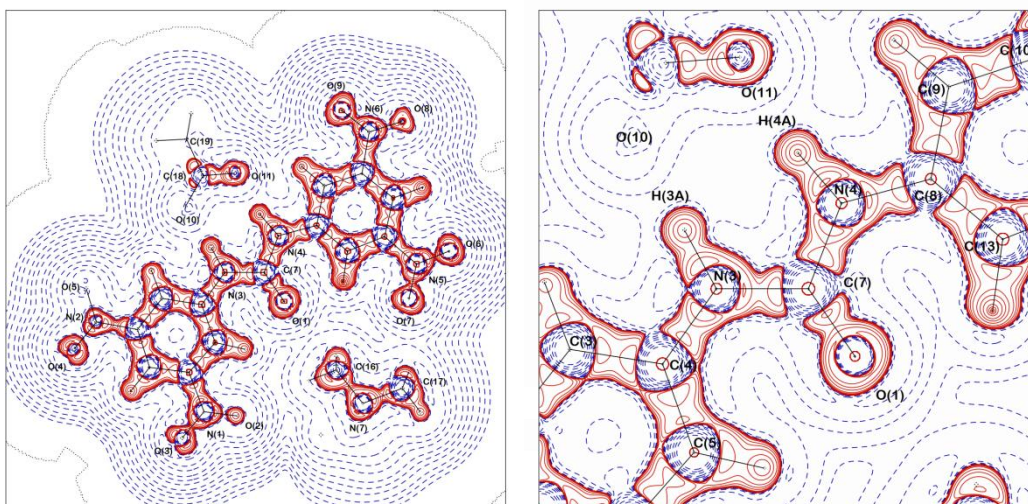 O(9)
N(6)
O(8)
C(19)
C(18)
O(11)
O(10)
O(6)
N(4)
C(7)
N(5)
O(5)
N(3)
O(1)
O(7)
N(2)
O(4)
C(16)
C(17)
N(7)
O(2)
N(1)
O(3)
C(10
C(9)
O(11)
H(4A)
O(10)
N(4)
C(8)
H(3A)
C(13)
N(3)
C(7)
C(3)
C(4)
O(1)
C(5)